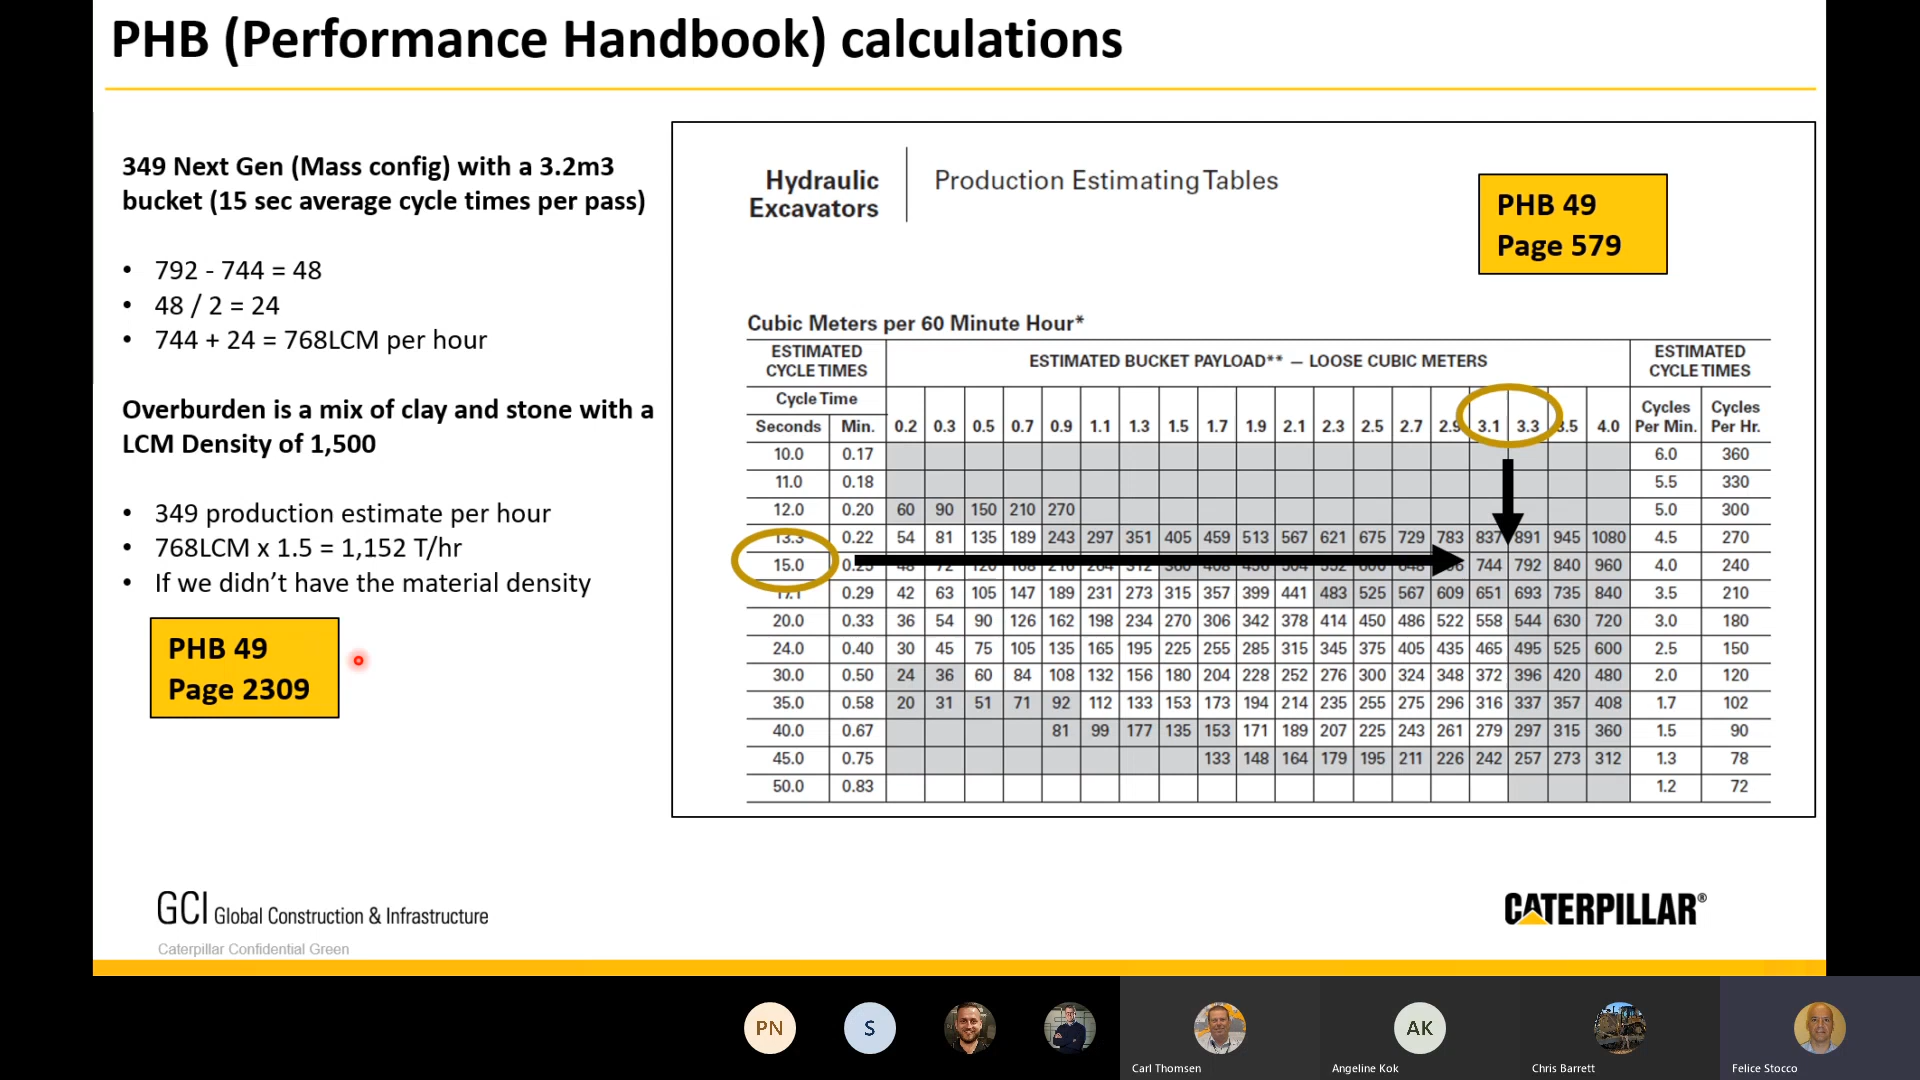 PHB (Performance Handbook) calculations
349 Next Gen (Mass config) with a 3.2m3
bucket (15 sec average cycle times per pass)
• 792 - 744 = 48
• 48 / 2 = 24
• 744 + 24 = 768LCM per hour
Overburden is a mix of clay and stone with a
LCM Density of 1,500
• 349 production estimate per hour
• 768LCM x 1.5 = 1,152 T/hr
• If we didn't have the material density
PHB 49
Page 2309
Hydraulic
Excavators
Production Estimating Tables
PHB 49
Page 579
Cubic Meters per 60 Minute Hour*
ESTIMATED CYCLE TIMES ESTIMATED BUCKET PAYLOAD** — LOOSE CUBIC METERS ESTIMATED CYCLE TIMES
Cycle Time
Seconds Min. 0.2 0.3 0.5 0.7 0.9 1.1 1.3 1.5 1.7 1.9 2.1 2.3 2.5 2.7 2.9 3.1 3.3 3.5 4.0 Cycles Per Min. Cycles Per Hr.
10.0 0.17 6.0 360
11.0 0.18 5.5 330
12.0 0.20 60 90 150 210 270 5.0 300
13.3 0.22 54 81 135 189 243 297 351 405 459 513 567 621 675 729 783 837 891 945 1080 4.5 270
15.0 0.25 744 792 840 960 4.0 240
17.1 0.29 42 63 105 147 189 231 273 315 357 399 441 483 525 567 609 651 693 735 840 3.5 210
20.0 0.33 36 54 90 126 162 198 234 270 306 342 378 414 450 486 522 558 544 630 720 3.0 180
24.0 0.40 30 45 75 105 135 165 195 225 255 285 315 345 375 405 435 465 495 525 600 2.5 150
30.0 0.50 24 36 60 84 108 132 156 180 204 228 252 276 300 324 348 372 396 420 480 2.0 120
35.0 0.58 20 31 51 71 92 112 133 153 173 194 214 235 255 275 296 316 337 357 408 1.7 102
40.0 0.67 81 99 177 135 153 171 189 207 225 243 261 279 297 315 360 1.5 90
45.0 0.75 133 148 164 179 195 211 226 242 257 273 312 1.3 78
50.0 0.83 1.2 72
GCI Global Construction & Infrastructure
Caterpillar Confidential Green
CATERPILLAR®
PN S AK
Carl Thomsen Angeline Kok Chris Barrett Felice Stocco